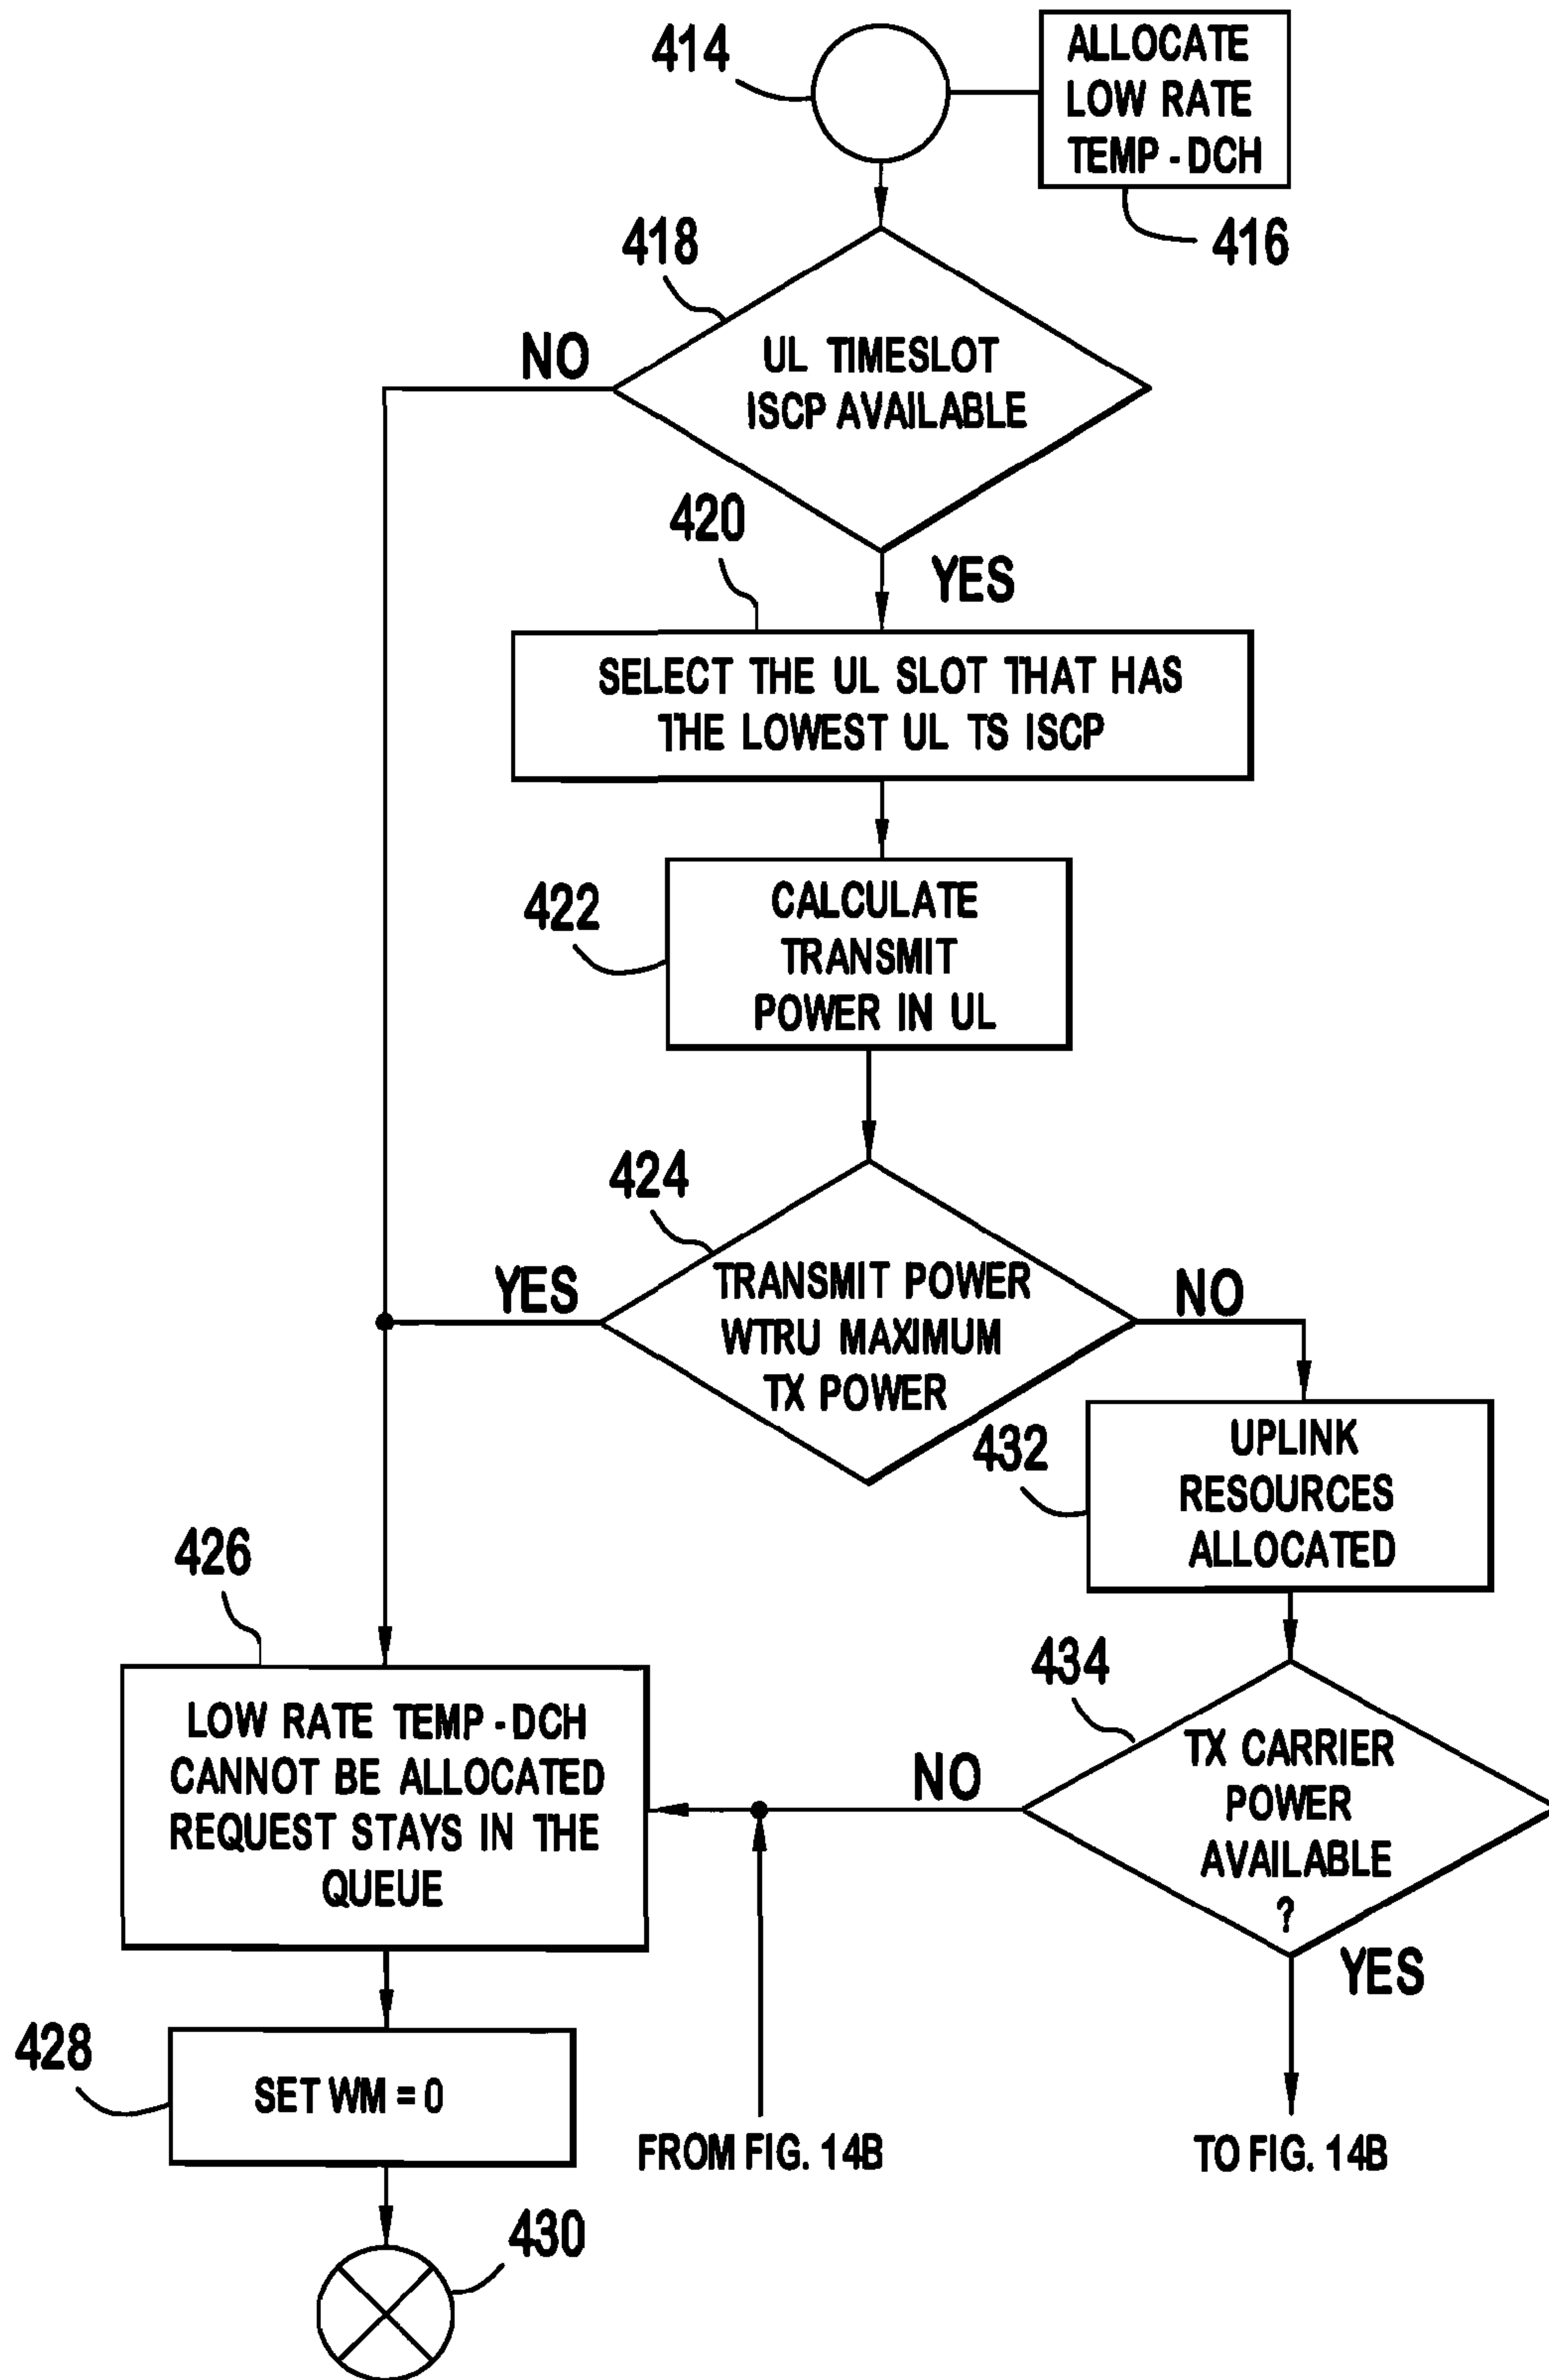 414
ALLOCATE
LOW RATE
TEMP - DCH
416
418
NO
UL TIMESLOT
ISCP AVAILABLE
420
YES
SELECT THE UL SLOT THAT HAS
THE LOWEST UL TS ISCP
422
CALCULATE
TRANSMIT
POWER IN UL
424
YES
TRANSMIT POWER
WTRU MAXIMUM
TX POWER
NO
432
UPLINK
RESOURCES
ALLOCATED
426
LOW RATE TEMP - DCH
CANNOT BE ALLOCATED
REQUEST STAYS IN THE
QUEUE
434
NO
TX CARRIER
POWER
AVAILABLE
?
YES
428
SET WM = 0
FROM FIG. 14B
TO FIG. 14B
430